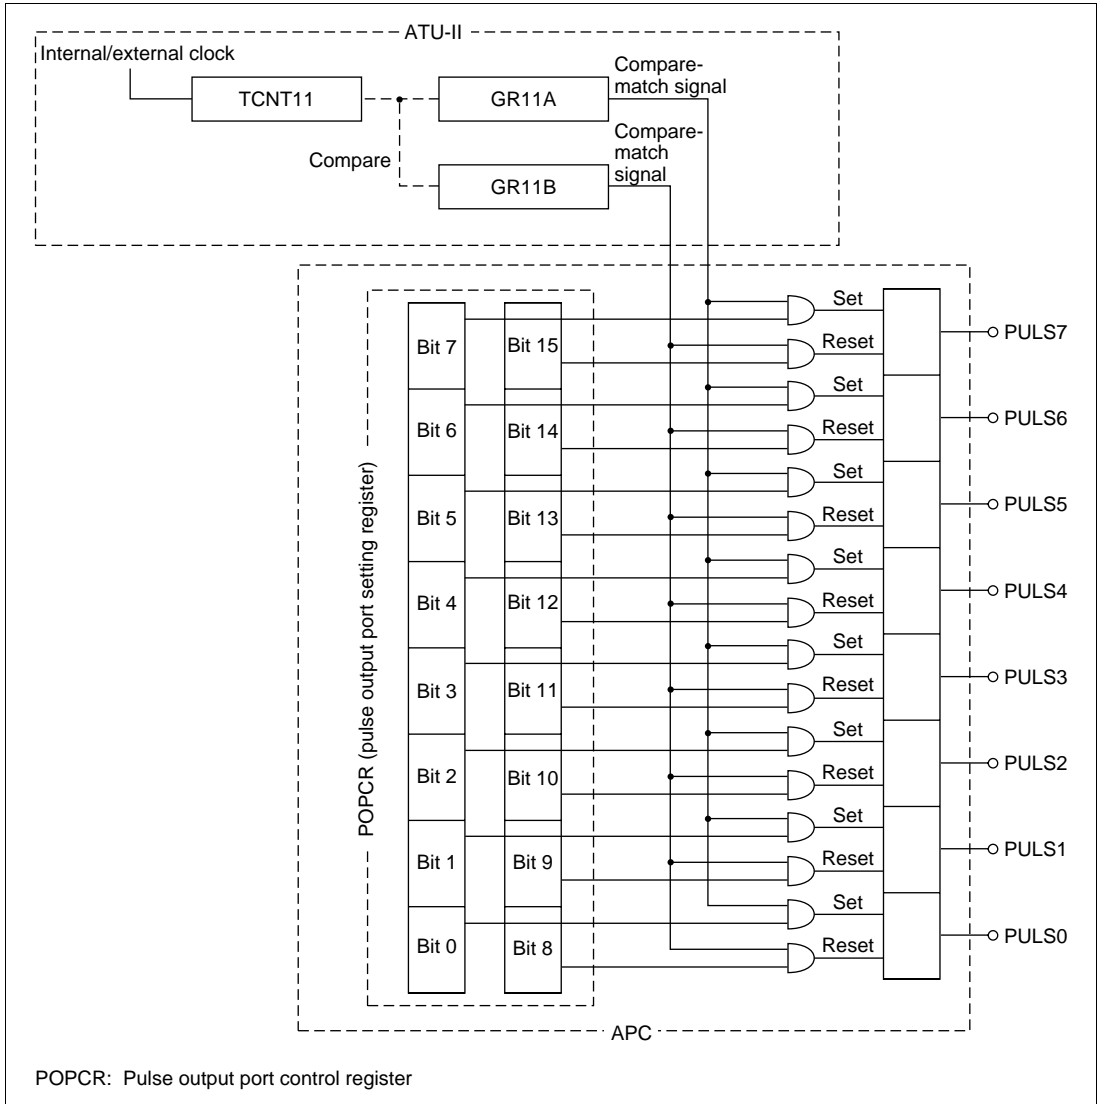 ATU-II
Internal/external clock
TCNT11
GR11A
Compare-
match signal
Compare
GR11B
Compare-
match
signal
POPCR (pulse output port setting register)
Bit 7
Bit 15
Set
Reset
PULS7
Bit 6
Bit 14
Set
Reset
PULS6
Bit 5
Bit 13
Set
Reset
PULS5
Bit 4
Bit 12
Set
Reset
PULS4
Bit 3
Bit 11
Set
Reset
PULS3
Bit 2
Bit 10
Set
Reset
PULS2
Bit 1
Bit 9
Set
Reset
PULS1
Bit 0
Bit 8
Set
Reset
PULS0
APC
POPCR: Pulse output port control register